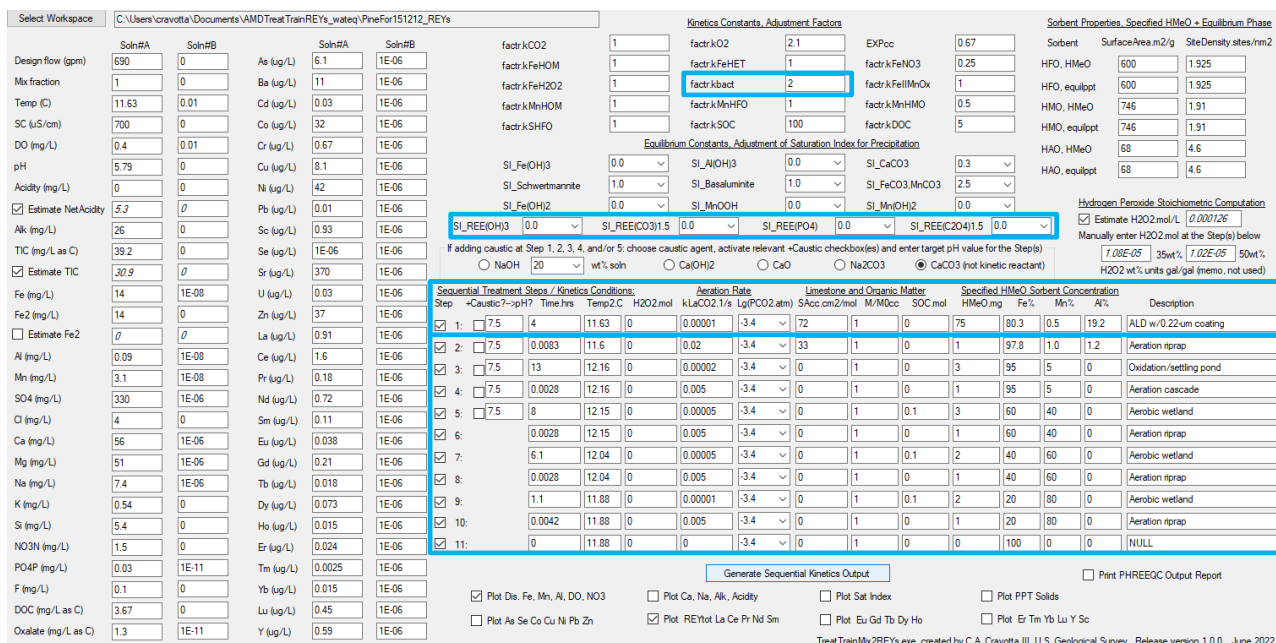 Select Workspace C:\Users\cravotta\Documents\AMDTreatTrainREYs_wateq\PineFor151212_REYs
Soln#A Soln#B Soln#A Soln#B
Design flow (gpm) 690 0 As (ug/L) 6.1 1E-06
Mix fraction 1 0 Ba (ug/L) 11 1E-06
Temp (C) 11.63 0.01 Cd (ug/L) 0.03 1E-06
SC (uS/cm) 700 0 Co (ug/L) 32 1E-06
DO (mg/L) 0.4 0.01 Cr (ug/L) 0.67 1E-06
pH 5.79 0 Cu (ug/L) 8.1 1E-06
Acidity (mg/L) 0 0 Ni (ug/L) 42 1E-06
Estimate NetAcidity 5.3 0 Pb (ug/L) 0.01 1E-06
Alk (mg/L) 26 0 Sc (ug/L) 0.93 1E-06
TIC (mg/L as C) 39.2 0 Se (ug/L) 1E-06 1E-06
Estimate TIC 30.9 0 Sr (ug/L) 370 1E-06
Fe (mg/L) 14 0 U (ug/L) 0.03 1E-06
Fe2 (mg/L) 14 0 Zn (ug/L) 37 1E-06
Estimate Fe2 0 0 La (ug/L) 0.91 1E-06
Al (mg/L) 0.09 1E-08 Ce (ug/L) 1.6 1E-06
Mn (mg/L) 3.1 1E-08 Pr (ug/L) 0.18 1E-06
SO4 (mg/L) 330 1E-06 Nd (ug/L) 0.72 1E-06
Cl (mg/L) 4 0 Sm (ug/L) 0.11 1E-06
Ca (mg/L) 56 1E-06 Eu (ug/L) 0.038 1E-06
Mg (mg/L) 51 1E-06 Gd (ug/L) 0.21 1E-06
Na (mg/L) 7.4 1E-06 Tb (ug/L) 0.018 1E-06
K (mg/L) 0.54 0 Dy (ug/L) 0.073 1E-06
Si (mg/L) 5.4 0 Ho (ug/L) 0.015 1E-06
NO3N (mg/L) 1.5 0 Er (ug/L) 0.024 1E-06
PO4P (mg/L) 0.03 1E-11 Tm (ug/L) 0.0025 1E-06
F (mg/L) 0.1 0 Yb (ug/L) 0.015 1E-06
DOC (mg/L as C) 3.67 0 Lu (ug/L) 0.45 1E-06
Oxalate (mg/L as C) 1.3 1E-11 Y (ug/L) 0.59 1E-06
Kinetics Constants, Adjustment Factors
factr.kCO2 1 factr.kO2 2.1 EXPcc 0.67
factr.kFeHOM 1 factr.kFeHET 1 factr.kFeNO3 0.25
factr.kFeH2O2 1 factr.kbact 2 factr.kFeIIMnOx 1
factr.kMnHOM 1 factr.kMnHFO 1 factr.kMnHMO 0.5
factr.kSHFO 1 factr.kSOC 100 factr.kDOC 5
Equilibrium Constants, Adjustment of Saturation Index for Precipitation
SI_Fe(OH)3 0.0 SI_Al(OH)3 0.0 SI_CaCO3 0.3
SI_Schwertmannite 1.0 SI_Basaluminite 1.0 SI_FeCO3,MnCO3 2.5
SI_Fe(OH)2 0.0 SI_MnOOH 0.0 SI_Mn(OH)2 0.0
SI_REE(OH)3 0.0 SI_REE(CO3)1.5 0.0 SI_REE(PO4) 0.0 SI_REE(C2O4)1.5 0.0
Sorbent Properties, Specified HMeO + Equilibrium Phase
Sorbent SurfaceArea.m2/g SiteDensity.sites/nm2
HFO, HMeO 600 1.925
HFO, equilppt 600 1.925
HMO, HMeO 746 1.91
HMO, equilppt 746 1.91
HAO, HMeO 68 4.6
HAO, equilppt 68 4.6
Hydrogen Peroxide Stoichiometric Computation
Estimate H2O2.mol/L 0.000126
Manually enter H2O2.mol at the Step(s) below
1.08E-05 35wt% 1.02E-05 50wt%
H2O2 wt% units gal/gal (memo, not used)
If adding caustic at Step 1, 2, 3, 4, and/or 5: choose caustic agent, activate relevant +Caustic checkbox(es) and enter target pH value for the Step(s)
NaOH 20 wt% soln Ca(OH)2 CaO Na2CO3 CaCO3 (not kinetic reactant)
Sequential Treatment Steps / Kinetics Conditions: Aeration Rate Limestone and Organic Matter Specified HMeO Sorbent Concentration
Step +Caustic?-->pH? Time.hrs Temp2.C H2O2.mol kLaCO2.1/s Lg(PCO2.atm) SAcc.cm2/mol M/M0cc SOC.mol HMeO.mg Fe% Mn% Al% Description
1: 7.5 4 11.63 0 0.00001 -3.4 72 1 0 75 80.3 0.5 19.2 ALD w/0.22-um coating
2: 7.5 0.0083 11.6 0 0.02 -3.4 33 1 0 1 97.8 1.0 1.2 Aeration riprap
3: 7.5 13 12.16 0 0.00002 -3.4 0 1 0 3 95 5 0 Oxidation/settling pond
4: 7.5 0.0028 12.16 0 0.005 -3.4 0 1 0 1 95 5 0 Aeration cascade
5: 7.5 8 12.15 0 0.00005 -3.4 0 1 0.1 3 60 40 0 Aerobic wetland
6: 0.0028 12.15 0 0.005 -3.4 0 1 0 1 60 40 0 Aeration riprap
7: 6.1 12.04 0 0.00005 -3.4 0 1 0.1 2 40 60 0 Aerobic wetland
8: 0.0028 12.04 0 0.005 -3.4 0 1 0 1 40 60 0 Aeration riprap
9: 1.1 11.88 0 0.00001 -3.4 0 1 0.1 2 20 80 0 Aerobic wetland
10: 0.0042 11.88 0 0.005 -3.4 0 1 0 1 20 80 0 Aeration riprap
11: 0 11.88 0 0 -3.4 0 1 0 0 100 0 0 NULL
Generate Sequential Kinetics Output Print PHREEQC Output Report
Plot Dis. Fe, Mn, Al, DO, NO3 Plot Ca, Na, Alk, Acidity Plot Sat Index Plot PPT Solids
Plot As Se Co Cu Ni Pb Zn Plot REYtot La Ce Pr Nd Sm Plot Eu Gd Tb Dy Ho Plot Er Tm Yb Lu Y Sc
TreatTrainMix2REYs.exe, created by C.A. Cravotta III, U.S. Geological Survey. Release version 1.0.0, June 2022